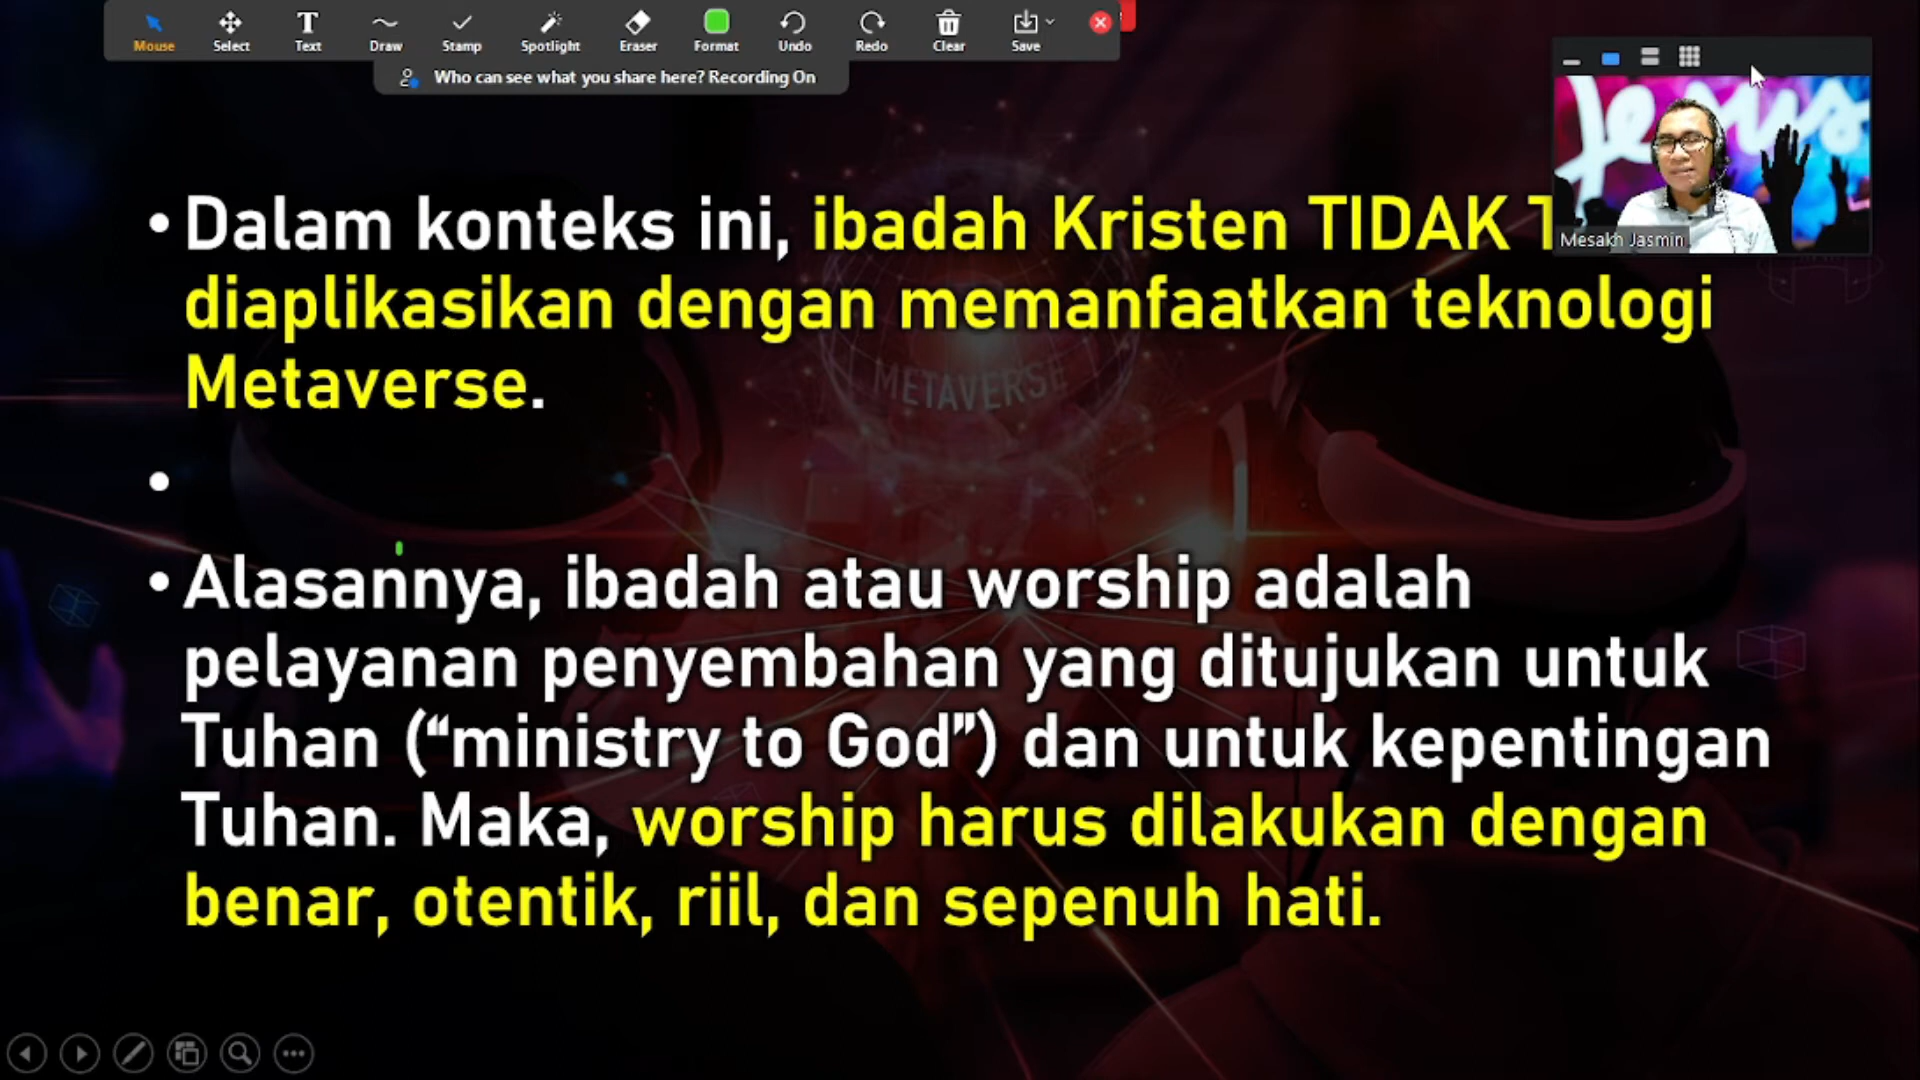 Mouse
Select
Text
Draw
Stamp
Spotlight
Eraser
Format
Undo
Redo
Clear
Save
Who can see what you share here? Recording On
Jesus
Mesakh Jasmin
• Dalam konteks ini, ibadah Kristen TIDAK
diaplikasikan dengan memanfaatkan teknologi
Metaverse.
METAVERSE
•
• Alasannya, ibadah atau worship adalah
pelayanan penyembahan yang ditujukan untuk
Tuhan (“ministry to God”) dan untuk kepentingan
Tuhan. Maka, worship harus dilakukan dengan
benar, otentik, riil, dan sepenuh hati.